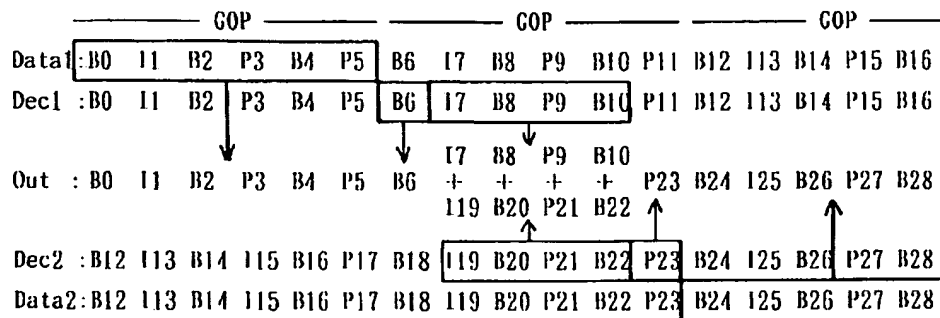 GOP GOP GOP
Data1:B0 I1 B2 P3 B4 P5 B6 I7 B8 P9 B10 P11 B12 I13 B14 P15 B16
Dec1 :B0 I1 B2 P3 B4 P5 B6 I7 B8 P9 B10 P11 B12 I13 B14 P15 B16
I7 B8 P9 B10
Out :B0 I1 B2 P3 B4 P5 B6 + + + + P23 B24 I25 B26 P27 B28
I19 B20 P21 B22
Dec2 :B12 I13 B14 I15 B16 P17 B18 I19 B20 P21 B22 P23 B24 I25 B26 P27 B28
Data2:B12 I13 B14 I15 B16 P17 B18 I19 B20 P21 B22 P23 B24 I25 B26 P27 B28